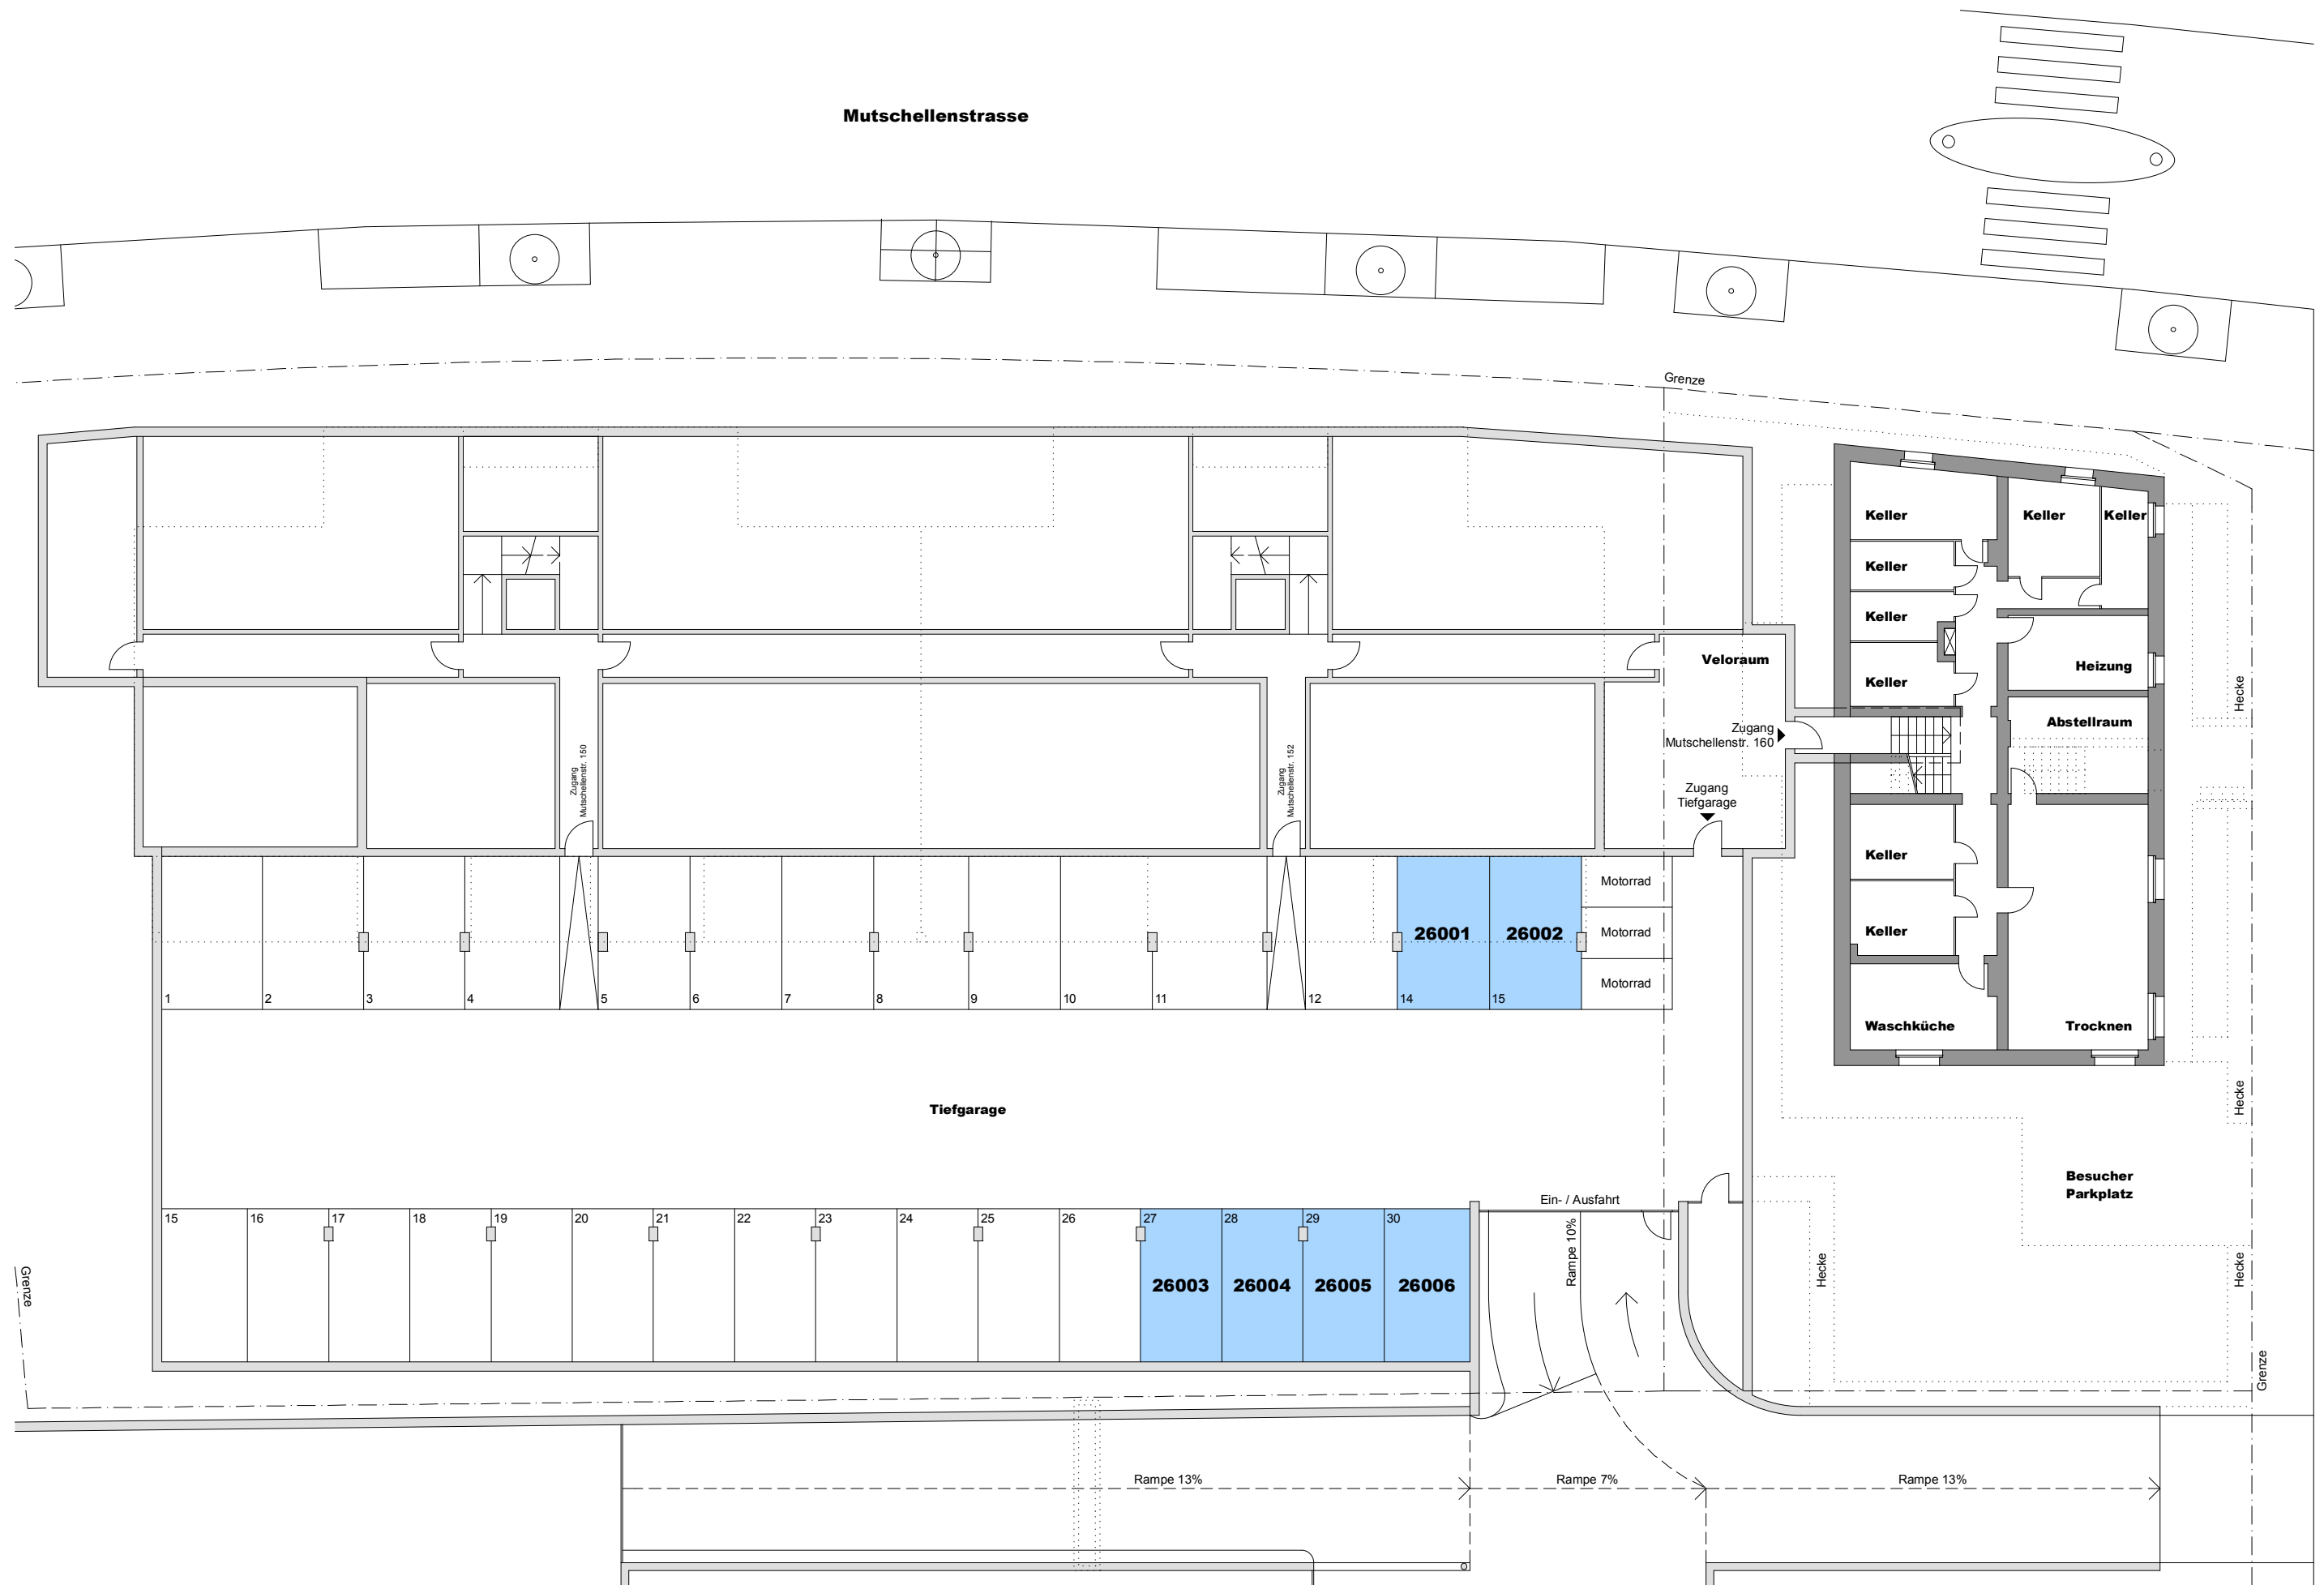 Mutschellenstrasse
Grenze
Keller
Keller
Keller
Keller
Keller
Keller
Veloraum
Heizung
Hecke
Abstellraum
Zugang
Mutschellenstr. 160
Zugang
Mutschellenstr. 150
Zugang
Mutschellenstr. 152
Zugang
Tiefgarage
Keller
Keller
Motorrad
Motorrad
Motorrad
26001
26002
1
2
3
4
5
6
7
8
9
10
11
12
14
15
Waschküche
Trocknen
Tiefgarage
Hecke
Besucher
Parkplatz
Ein- / Ausfahrt
15
16
17
18
19
20
21
22
23
24
25
26
27
28
29
30
Rampe 10%
26003
26004
26005
26006
Hecke
Hecke
Grenze
Grenze
Rampe 13%
Rampe 7%
Rampe 13%